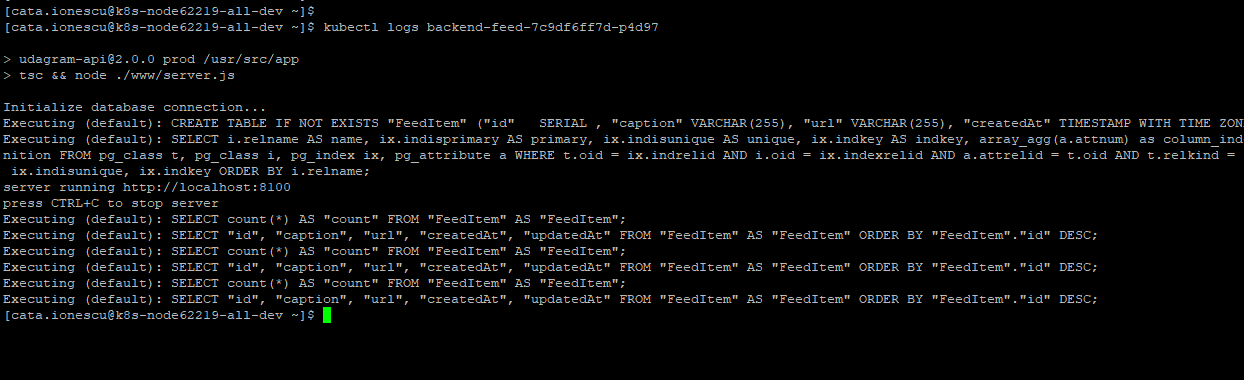 [cata.ionescu@k8s-node62219-all-dev ~]$
[cata.ionescu@k8s-node62219-all-dev ~]$ kubectl logs backend-feed-7c9df6ff7d-p4d97
> udagram-api@2.0.0 prod /usr/src/app
> tsc && node ./www/server.js
Initialize database connection...
Executing (default): CREATE TABLE IF NOT EXISTS "FeedItem" ("id"   SERIAL , "caption" VARCHAR(255), "url" VARCHAR(255), "createdAt" TIMESTAMP WITH TIME ZON
Executing (default): SELECT i.relname AS name, ix.indisprimary AS primary, ix.indisunique AS unique, ix.indkey AS indkey, array_agg(a.attnum) as column_ind
nition FROM pg_class t, pg_class i, pg_index ix, pg_attribute a WHERE t.oid = ix.indrelid AND i.oid = ix.indexrelid AND a.attrelid = t.oid AND t.relkind =
 ix.indisunique, ix.indkey ORDER BY i.relname;
server running http://localhost:8100
press CTRL+C to stop server
Executing (default): SELECT count(*) AS "count" FROM "FeedItem" AS "FeedItem";
Executing (default): SELECT "id", "caption", "url", "createdAt", "updatedAt" FROM "FeedItem" AS "FeedItem" ORDER BY "FeedItem"."id" DESC;
Executing (default): SELECT count(*) AS "count" FROM "FeedItem" AS "FeedItem";
Executing (default): SELECT "id", "caption", "url", "createdAt", "updatedAt" FROM "FeedItem" AS "FeedItem" ORDER BY "FeedItem"."id" DESC;
Executing (default): SELECT count(*) AS "count" FROM "FeedItem" AS "FeedItem";
Executing (default): SELECT "id", "caption", "url", "createdAt", "updatedAt" FROM "FeedItem" AS "FeedItem" ORDER BY "FeedItem"."id" DESC;
[cata.ionescu@k8s-node62219-all-dev ~]$